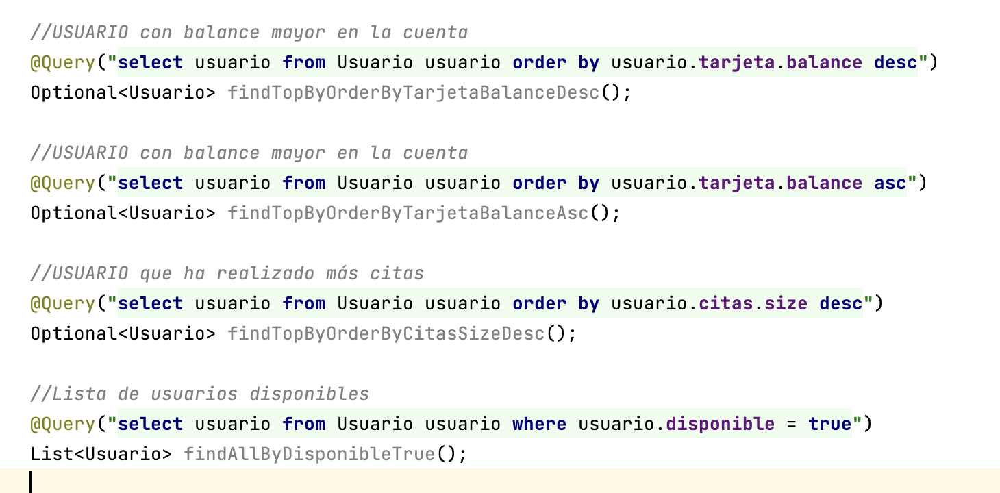 //USUARIO con balance mayor en la cuenta
@Query("select usuario from Usuario usuario order by usuario.tarjeta.balance desc")
Optional<Usuario> findTopByOrderByTarjetaBalanceDesc();
//USUARIO con balance mayor en la cuenta
@Query("select usuario from Usuario usuario order by usuario.tarjeta.balance asc")
Optional<Usuario> findTopByOrderByTarjetaBalanceAsc();
//USUARIO que ha realizado más citas
@Query("select usuario from Usuario usuario order by usuario.citas.size desc")
Optional<Usuario> findTopByOrderByCitasSizeDesc();
//Lista de usuarios disponibles
@Query("select usuario from Usuario usuario where usuario.disponible = true")
List<Usuario> findAllByDisponibleTrue();